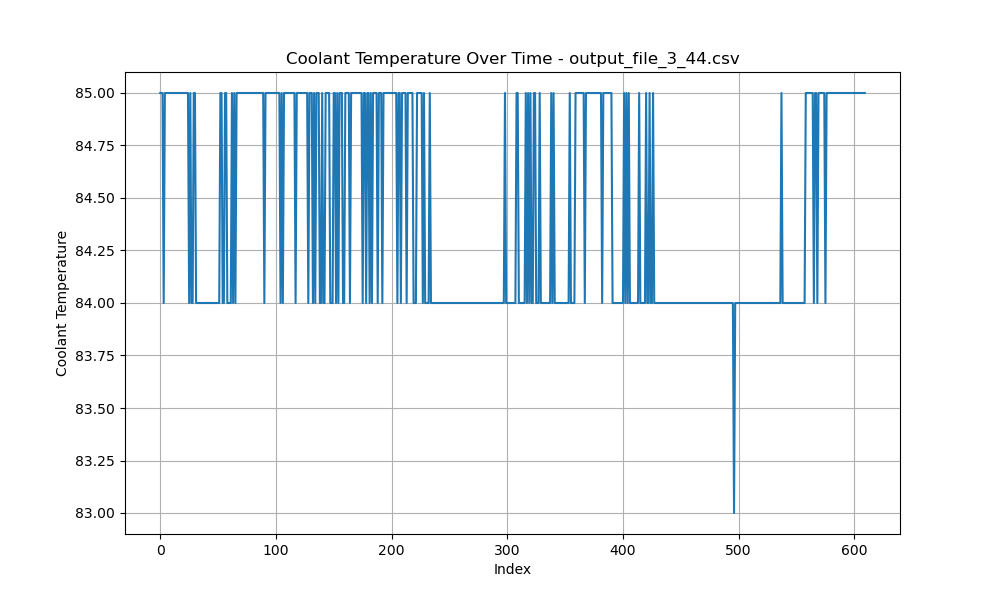 Coolant Temperature Over Time - output_file_3_44.csv
Coolant Temperature
85.00
84.75
84.50
84.25
84.00
83.75
83.50
83.25
83.00
0 100 200 300 400 500 600
Index